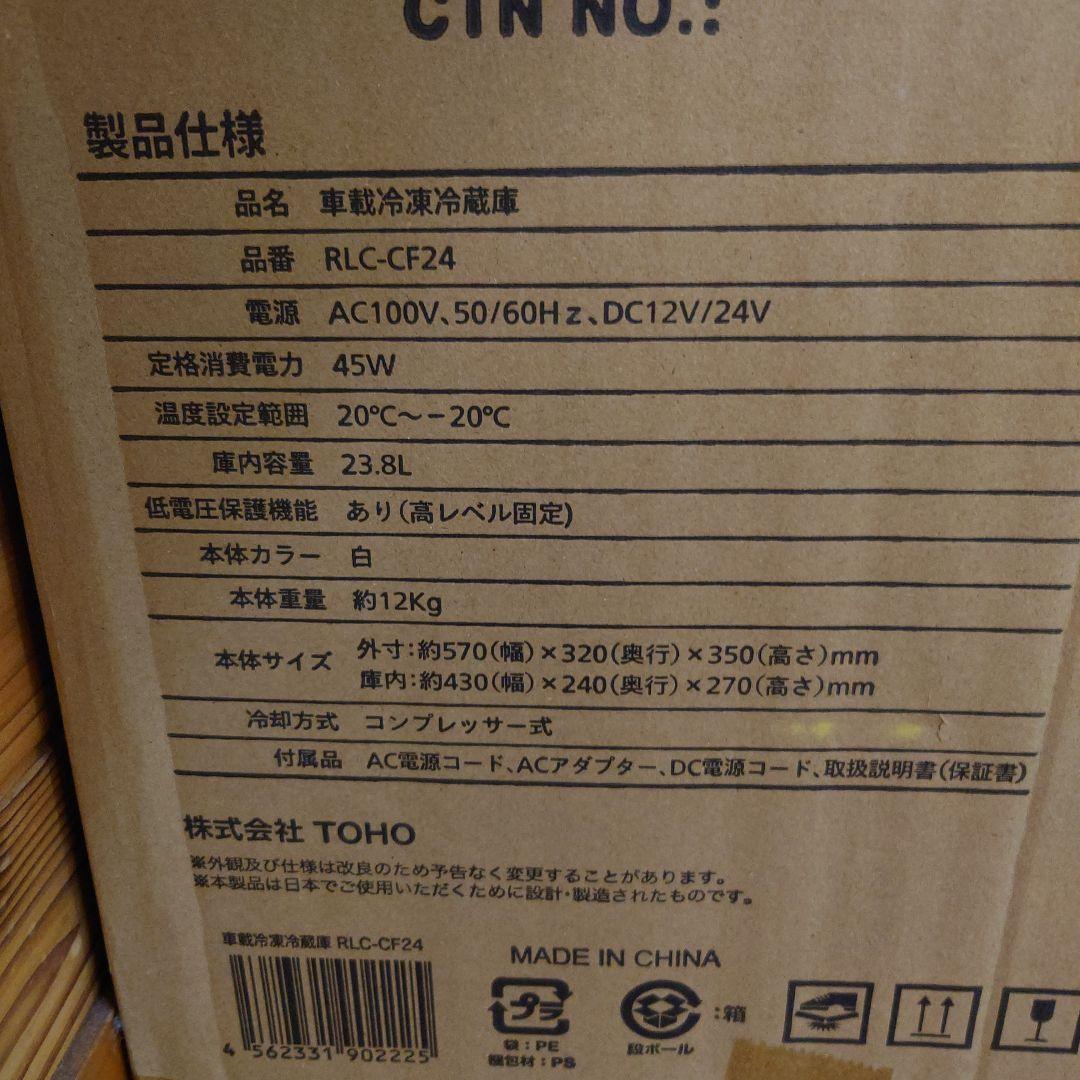 CTN NO.:
製品仕様
品名 車載冷凍冷蔵庫
品番 RLC-CF24
電源 AC100V、50/60Hz、DC12V/24V
定格消費電力 45W
温度設定範囲 20℃～−20℃
庫内容量 23.8L
低電圧保護機能 あり(高レベル固定)
本体カラー 白
本体重量 約12Kg
本体サイズ 外寸:約570(幅)×320(奥行)×350(高さ)mm
庫内:約430(幅)×240(奥行)×270(高さ)mm
冷却方式 コンプレッサー式
付属品 AC電源コード、ACアダプター、DC電源コード、取扱説明書(保証書)
株式会社 TOHO
※外観及び仕様は改良のため予告なく変更することがあります。
※本製品は日本でご使用いただくために設計・製造されたものです。
車載冷凍冷蔵庫 RLC-CF24
MADE IN CHINA
4 562331 902225
プラ
袋:PE
梱包材:PS
:箱
段ボール